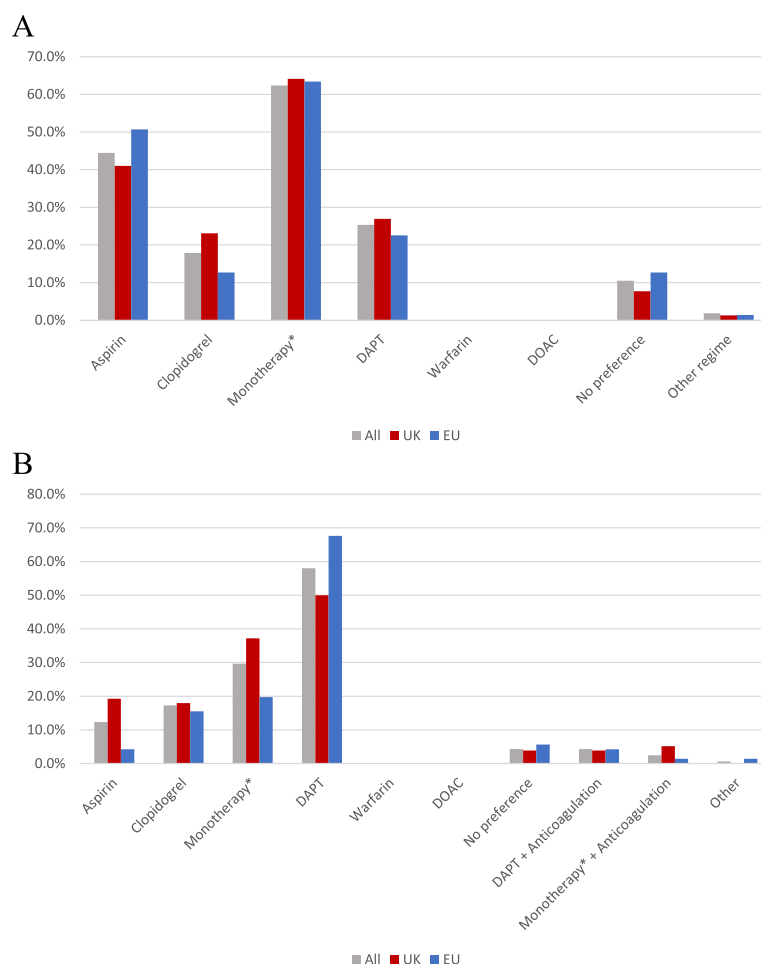 A
70.0%
60.0%
50.0%
40.0%
30.0%
20.0%
10.0%
0.0%
Aspirin
Clopidogrel
Monotherapy*
DAPT
Warfarin
DOAC
No preference
Other regime
All UK EU
B
80.0%
70.0%
60.0%
50.0%
40.0%
30.0%
20.0%
10.0%
0.0%
Aspirin
Clopidogrel
Monotherapy*
DAPT
Warfarin
DOAC
No preference
DAPT + Anticoagulation
Monotherapy* + Anticoagulation
Other
All UK EU